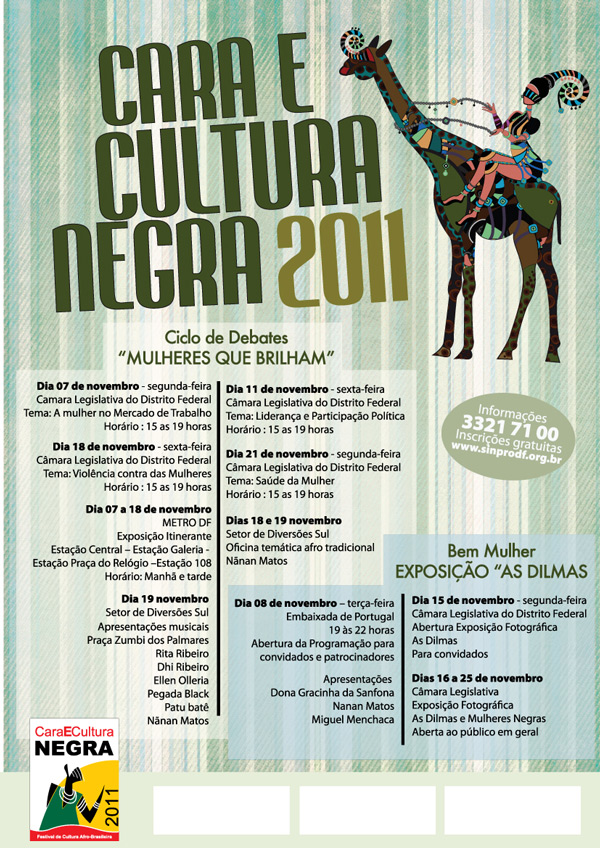 CARA E
CULTURA
NEGRA 2011
Ciclo de Debates
“MULHERES QUE BRILHAM”
Dia 07 de novembro - segunda-feira
Camara Legislativa do Distrito Federal
Tema: A mulher no Mercado de Trabalho
Horário : 15 as 19 horas
Dia 18 de novembro - sexta-feira
Câmara Legislativa do Distrito Federal
Tema: Violência contra das Mulheres
Horário : 15 as 19 horas
Dia 07 a 18 de novembro
METRO DF
Exposição Itinerante
Estação Central – Estação Galeria -
Estação Praça do Relógio –Estação 108
Horário: Manhã e tarde
Dia 19 novembro
Setor de Diversões Sul
Apresentações musicais
Praça Zumbi dos Palmares
Rita Ribeiro
Dhi Ribeiro
Ellen Olleria
Pegada Black
Patu batê
Nãnan Matos
Dia 11 de novembro - sexta-feira
Câmara Legislativa do Distrito Federal
Tema: Liderança e Participação Política
Horário : 15 as 19 horas
Dia 21 de novembro - segunda-feira
Câmara Legislativa do Distrito Federal
Tema: Saúde da Mulher
Horário : 15 as 19 horas
Dias 18 e 19 novembro
Setor de Diversões Sul
Oficina temática afro tradicional
Nãnan Matos
Informações
3321 71 00
Inscrições gratuitas
www.sinprodf.org.br
Bem Mulher
EXPOSIÇÃO “AS DILMAS
Dia 08 de novembro – terça-feira
Embaixada de Portugal
19 às 22 horas
Abertura da Programação para
convidados e patrocinadores
Apresentações
Dona Gracinha da Sanfona
Nanan Matos
Miguel Menchaca
Dia 15 de novembro - segunda-feira
Câmara Legislativa do Distrito Federal
Abertura Exposição Fotográfica
As Dilmas
Para convidados
Dias 16 a 25 de novembro
Câmara Legislativa
Exposição Fotográfica
As Dilmas e Mulheres Negras
Aberta ao público em geral
CaraECultura
NEGRA
2011
Festival da Cultura Afro-Brasileira